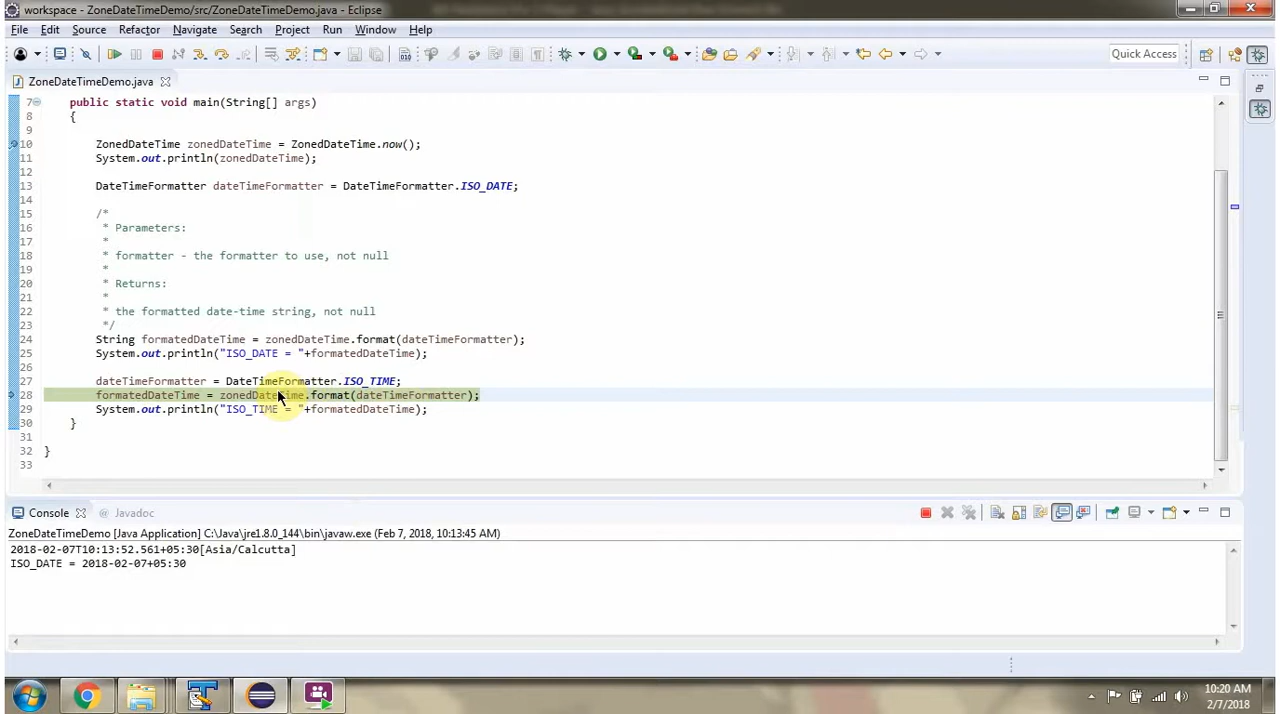 workspace - ZoneDateTimeDemo/src/ZoneDateTimeDemo.java - Eclipse
File Edit Source Refactor Navigate Search Project Run Window Help
Quick Access
ZoneDateTimeDemo.java
7 public static void main(String[] args)
8 {
9
10 ZonedDateTime zonedDateTime = ZonedDateTime.now();
11 System.out.println(zonedDateTime);
12
13 DateTimeFormatter dateTimeFormatter = DateTimeFormatter.ISO_DATE;
14
15 /*
16 * Parameters:
17 *
18 * formatter - the formatter to use, not null
19 *
20 * Returns:
21 *
22 * the formatted date-time string, not null
23 */
24 String formatedDateTime = zonedDateTime.format(dateTimeFormatter);
25 System.out.println("ISO_DATE = "+formatedDateTime);
26
27 dateTimeFormatter = DateTimeFormatter.ISO_TIME;
28 formatedDateTime = zonedDateTime.format(dateTimeFormatter);
29 System.out.println("ISO_TIME = "+formatedDateTime);
30 }
31
32 }
33
Console Javadoc
ZoneDateTimeDemo [Java Application] C:\Java\jre1.8.0_144\bin\javaw.exe (Feb 7, 2018, 10:13:45 AM)
2018-02-07T10:13:52.561+05:30[Asia/Calcutta]
ISO_DATE = 2018-02-07+05:30
10:20 AM
2/7/2018